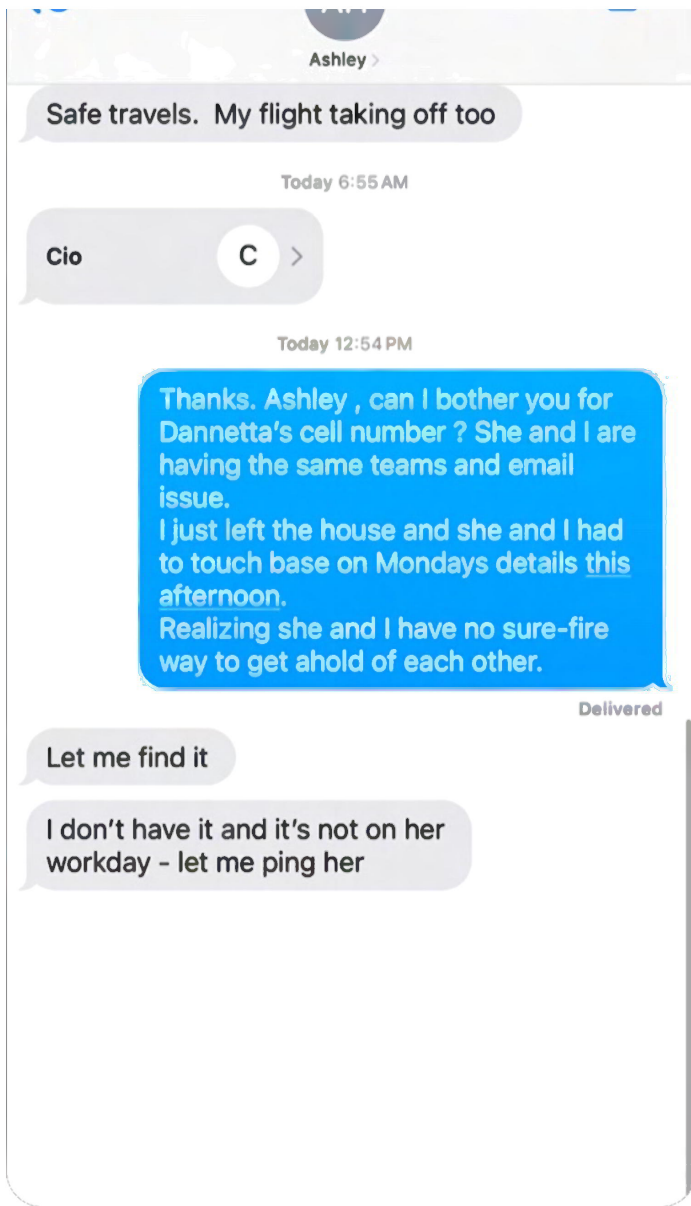 Ashley
Safe travels.  My flight taking off too
Today 6:55 AM
Cio
C
Today 12:54 PM
Thanks. Ashley , can I bother you for
Dannetta’s cell number ? She and I are
having the same teams and email
issue.
I just left the house and she and I had
to touch base on Mondays details this
afternoon.
Realizing she and I have no sure-fire
way to get ahold of each other.
Delivered
Let me find it
I don’t have it and it’s not on her
workday - let me ping her